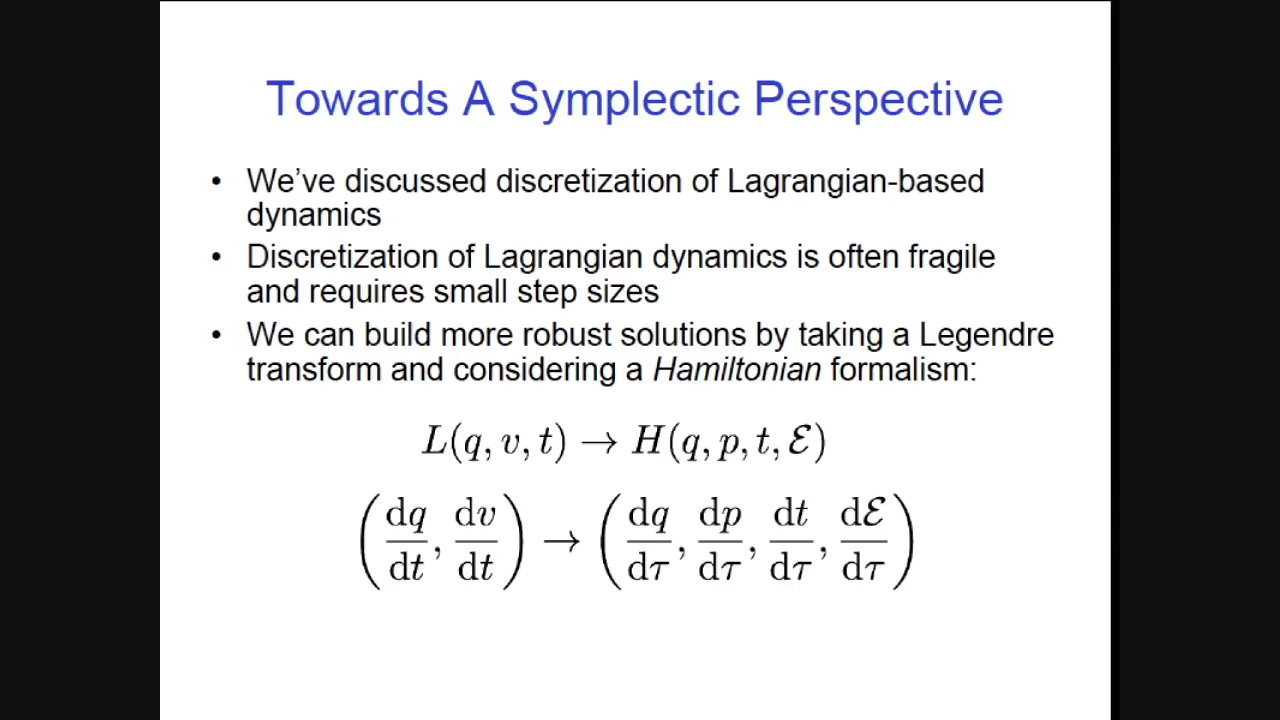 Towards A Symplectic Perspective
• We’ve discussed discretization of Lagrangian-based
dynamics
• Discretization of Lagrangian dynamics is often fragile
and requires small step sizes
• We can build more robust solutions by taking a Legendre
transform and considering a Hamiltonian formalism:
L(q, v, t) → H(q, p, t, ℰ)
(dq/dt, dv/dt) → (dq/dτ, dp/dτ, dt/dτ, dℰ/dτ)